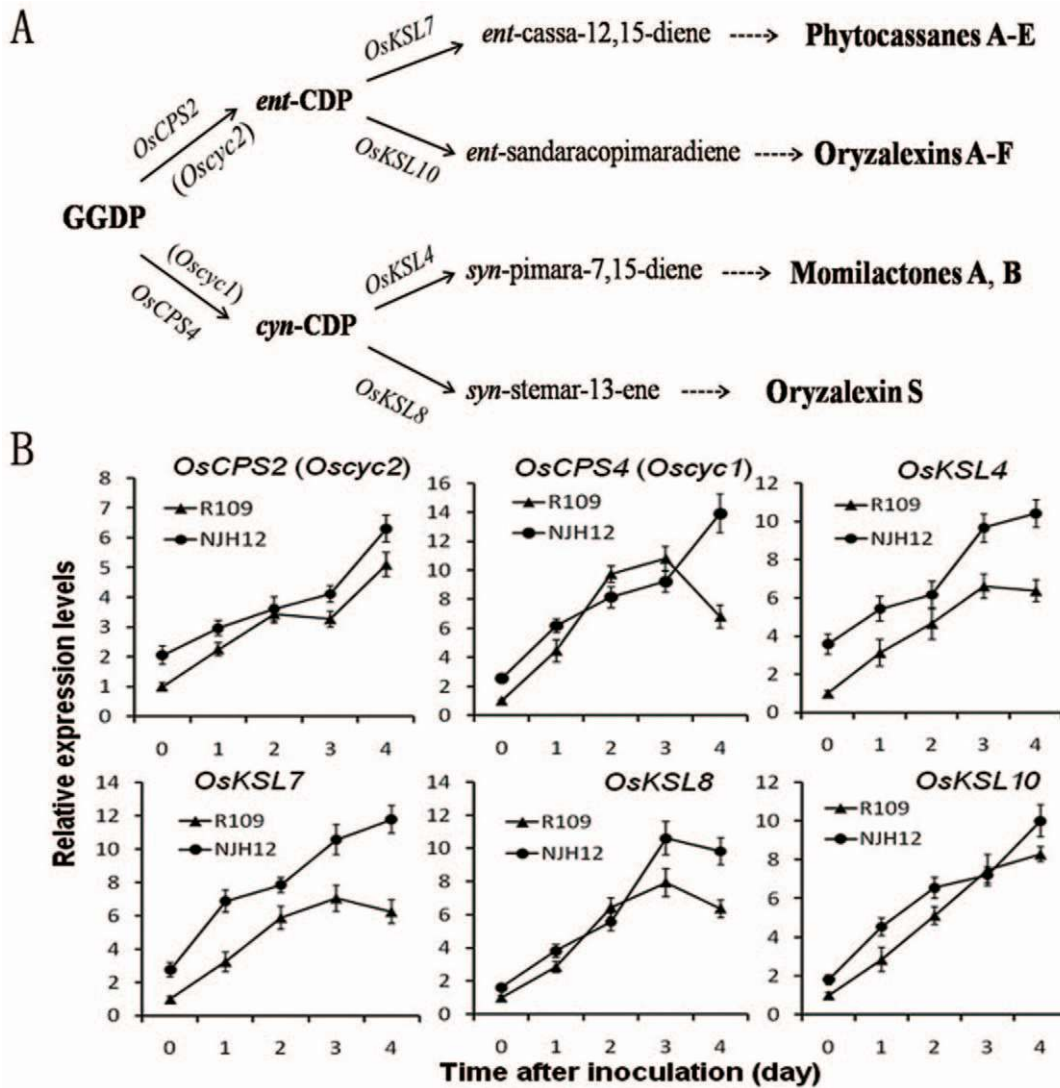 A
OsKSL7
ent-cassa-12,15-diene
Phytocassanes A-E
OsCPS2
(Oscyc2)
ent-CDP
OsKSL10
ent-sandaracopimaradiene
Oryzalexins A-F
GGDP
(Oscyc1)
OsCPS4
OsKSL4
syn-pimara-7,15-diene
Momilactones A, B
cyn-CDP
OsKSL8
syn-stemar-13-ene
Oryzalexin S
B
Relative expression levels
OsCPS2 (Oscyc2)
8
7
6
5
4
3
2
1
0
R109
NJH12
0 1 2 3 4
OsCPS4 (Oscyc1)
16
14
12
10
8
6
4
2
0
R109
NJH12
0 1 2 3 4
OsKSL4
12
10
8
6
4
2
0
R109
NJH12
0 1 2 3 4
OsKSL7
14
12
10
8
6
4
2
0
R109
NJH12
0 1 2 3 4
OsKSL8
14
12
10
8
6
4
2
0
R109
NJH12
0 1 2 3 4
OsKSL10
12
10
8
6
4
2
0
R109
NJH12
0 1 2 3 4
Time after inoculation (day)